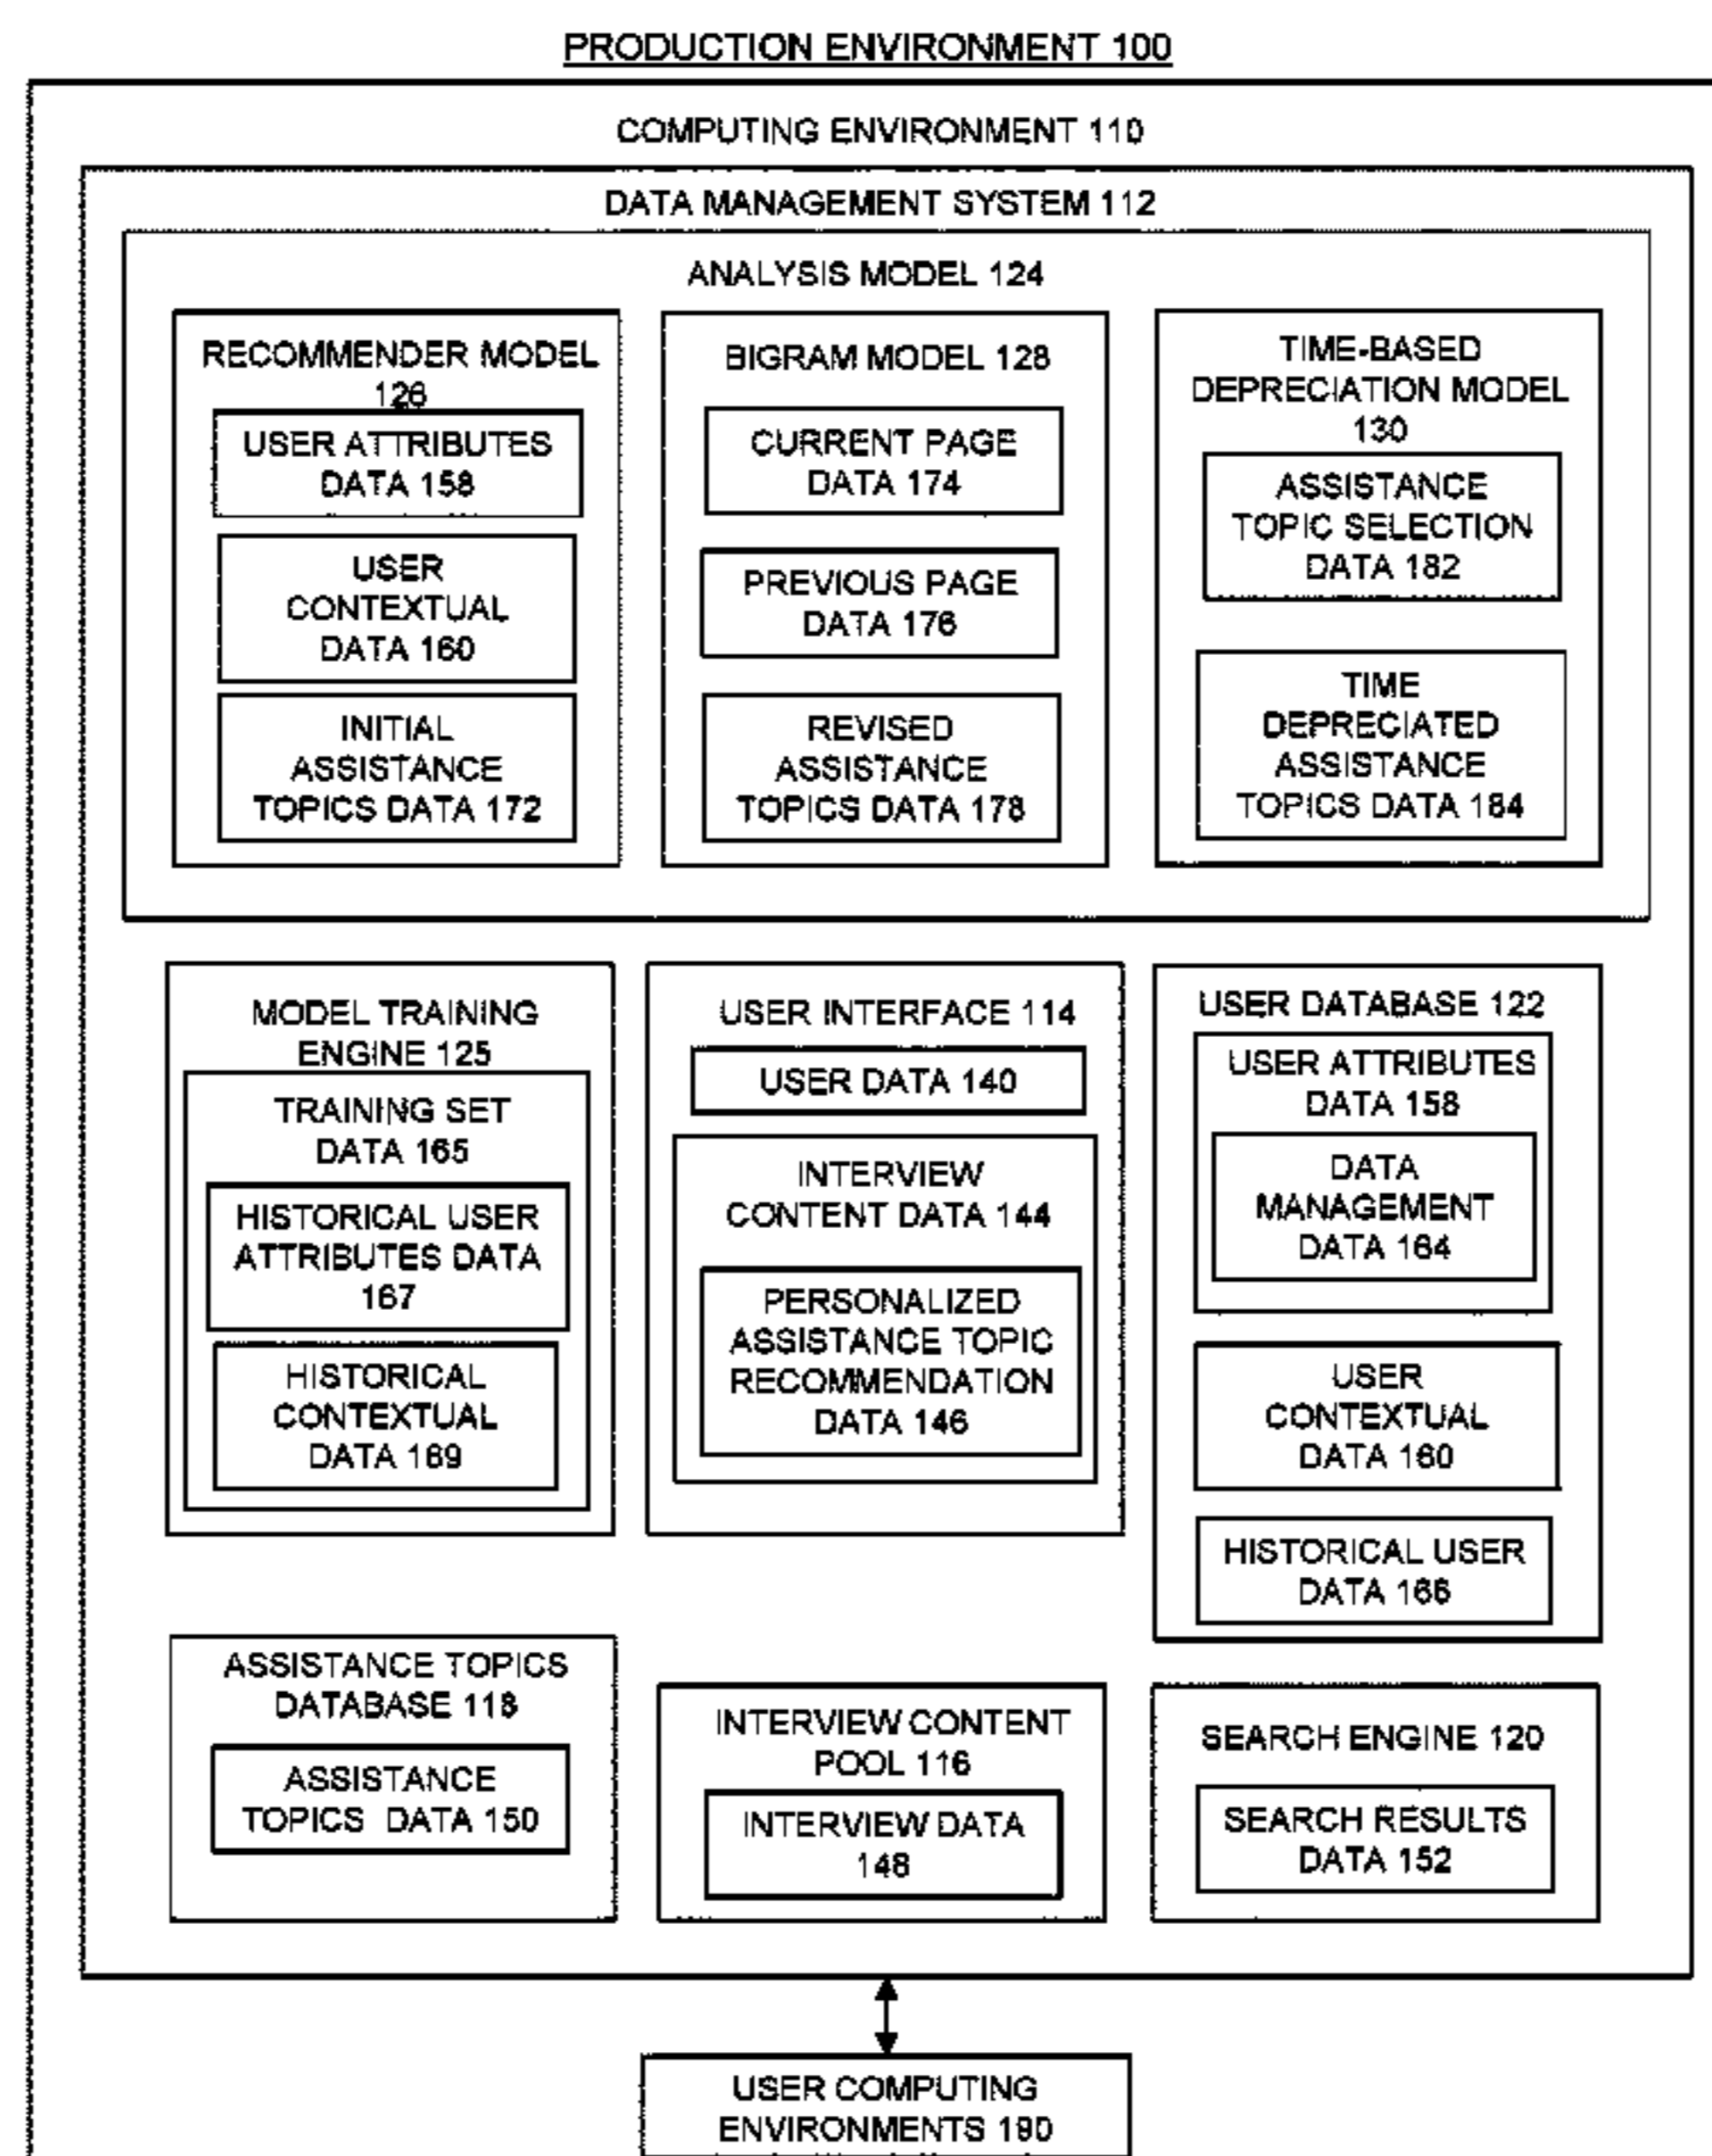 PRODUCTION ENVIRONMENT 100
COMPUTING ENVIRONMENT 110
DATA MANAGEMENT SYSTEM 112
ANALYSIS MODEL 124
RECOMMENDER MODEL
126
USER ATTRIBUTES
DATA 158
USER
CONTEXTUAL
DATA 160
INITIAL
ASSISTANCE
TOPICS DATA 172
BIGRAM MODEL 128
CURRENT PAGE
DATA 174
PREVIOUS PAGE
DATA 176
REVISED
ASSISTANCE
TOPICS DATA 178
TIME-BASED
DEPRECIATION MODEL
130
ASSISTANCE
TOPIC SELECTION
DATA 182
TIME
DEPRECIATED
ASSISTANCE
TOPICS DATA 184
MODEL TRAINING
ENGINE 125
TRAINING SET
DATA 165
HISTORICAL USER
ATTRIBUTES DATA
167
HISTORICAL
CONTEXTUAL
DATA 169
USER INTERFACE 114
USER DATA 140
INTERVIEW
CONTENT DATA 144
PERSONALIZED
ASSISTANCE TOPIC
RECOMMENDATION
DATA 146
USER DATABASE 122
USER ATTRIBUTES
DATA 158
DATA
MANAGEMENT
DATA 164
USER
CONTEXTUAL
DATA 160
HISTORICAL USER
DATA 166
ASSISTANCE TOPICS
DATABASE 118
ASSISTANCE
TOPICS DATA 150
INTERVIEW CONTENT
POOL 116
INTERVIEW DATA
148
SEARCH ENGINE 120
SEARCH RESULTS
DATA 152
USER COMPUTING
ENVIRONMENTS 190